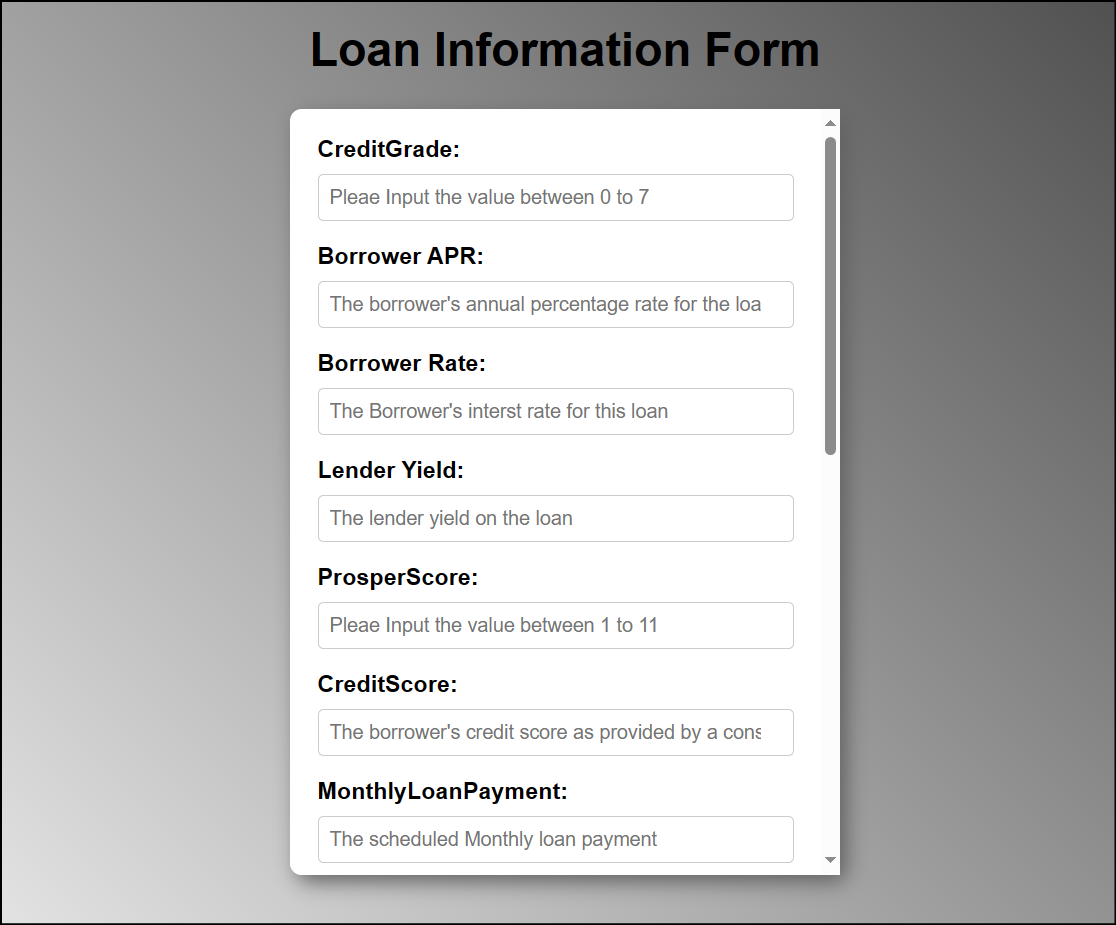 Loan Information Form
CreditGrade:
Pleae Input the value between 0 to 7
Borrower APR:
The borrower's annual percentage rate for the loa
Borrower Rate:
The Borrower's interst rate for this loan
Lender Yield:
The lender yield on the loan
ProsperScore:
Pleae Input the value between 1 to 11
CreditScore:
The borrower's credit score as provided by a cons
MonthlyLoanPayment:
The scheduled Monthly loan payment